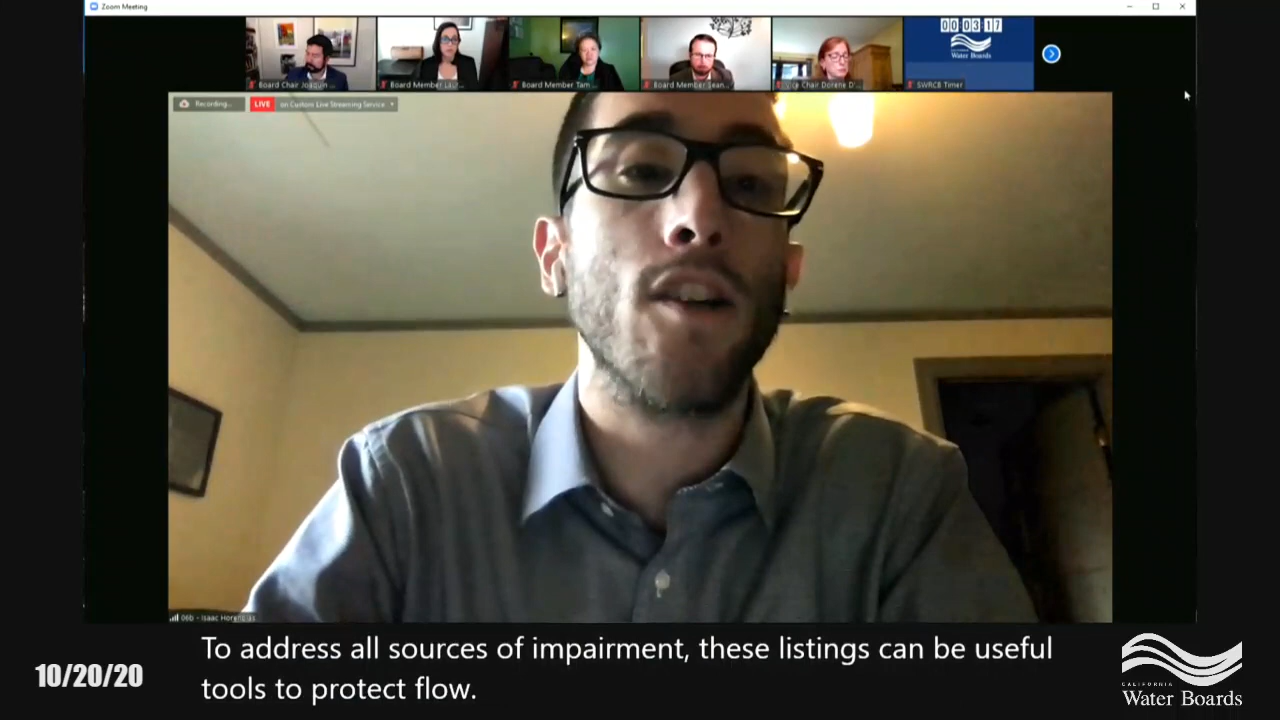 Zoom Meeting
Board Chair Joaquin ...
Board Member Laur...
Board Member Tam...
Board Member Sean...
Vice Chair Dorene D'...
SWRCB Timer
00:03:17
Water Boards
Recording...
LIVE
on Custom Live Streaming Service
06b - Isaac
To address all sources of impairment, these listings can be useful
tools to protect flow.
10/20/20
CALIFORNIA
Water Boards